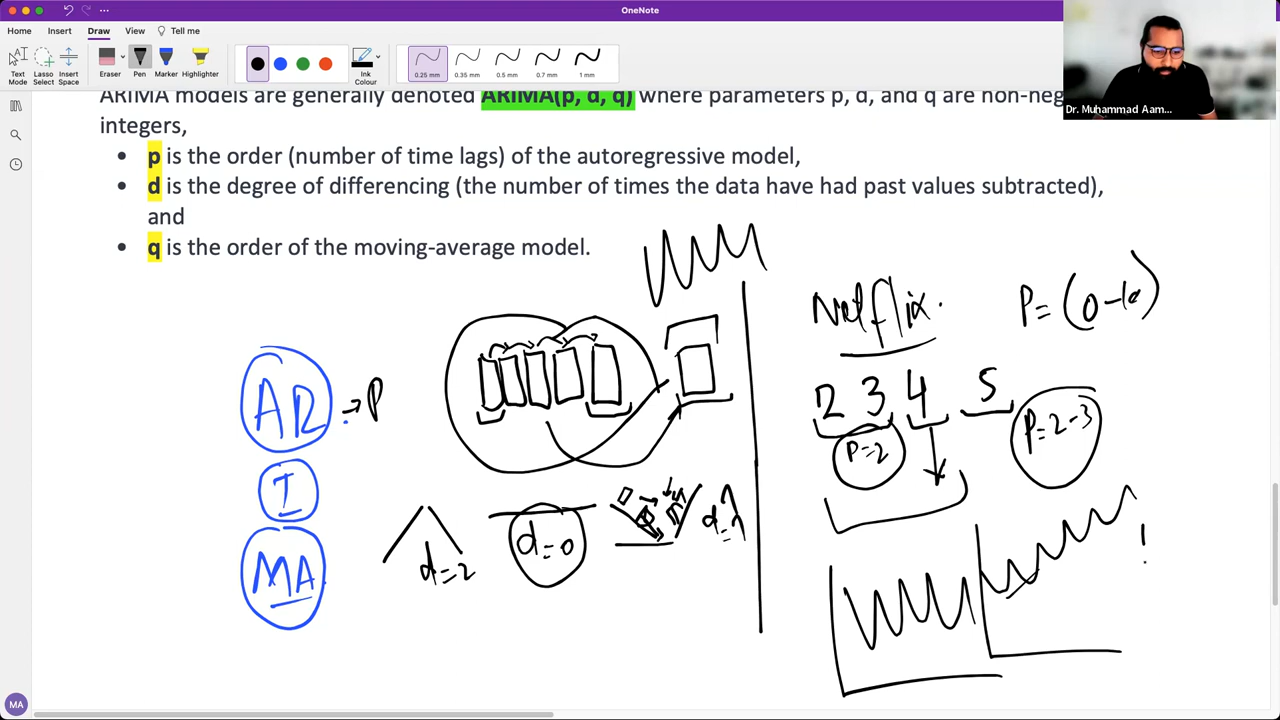 OneNote
Home Insert Draw View Tell me
Text Mode
Lasso Select
Insert Space
Eraser
Pen
Marker
Highlighter
Ink Colour
0.25 mm
0.35 mm
0.5 mm
0.7 mm
1 mm
Dr. Muhammad Aam...
ARIMA models are generally denoted ARIMA(p, d, q) where parameters p, d, and q are non-neg
integers,
• p is the order (number of time lags) of the autoregressive model,
• d is the degree of differencing (the number of times the data have had past values subtracted),
and
• q is the order of the moving-average model.
Netflix.
2 3 4 5
P=2
P=2-3
AR → P
I
MA
d=2
d=0
MA